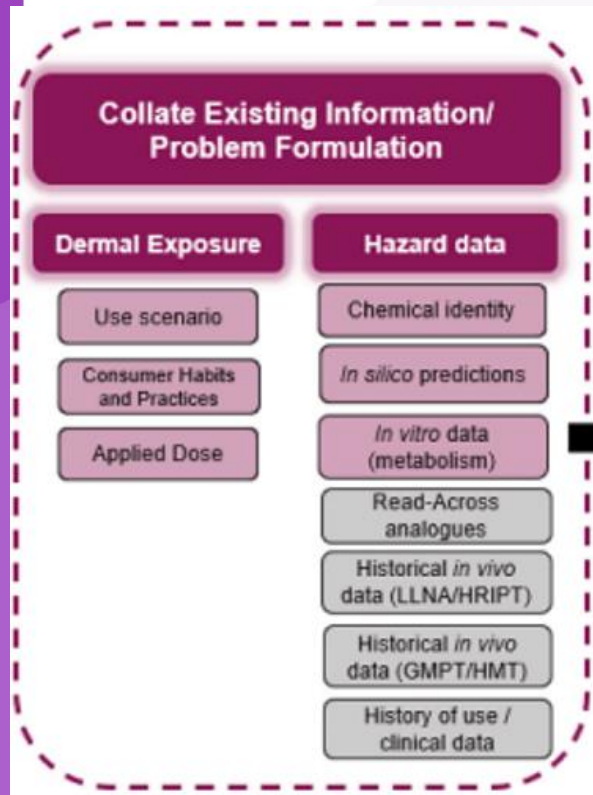 Collate Existing Information/
Problem Formulation
Dermal Exposure
Use scenario
Consumer Habits
and Practices
Applied Dose
Hazard data
Chemical identity
In silico predictions
In vitro data
(metabolism)
Read-Across
analogues
Historical in vivo
data (LLNA/HRIPT)
Historical in vivo
data (GMPT/HMT)
History of use /
clinical data